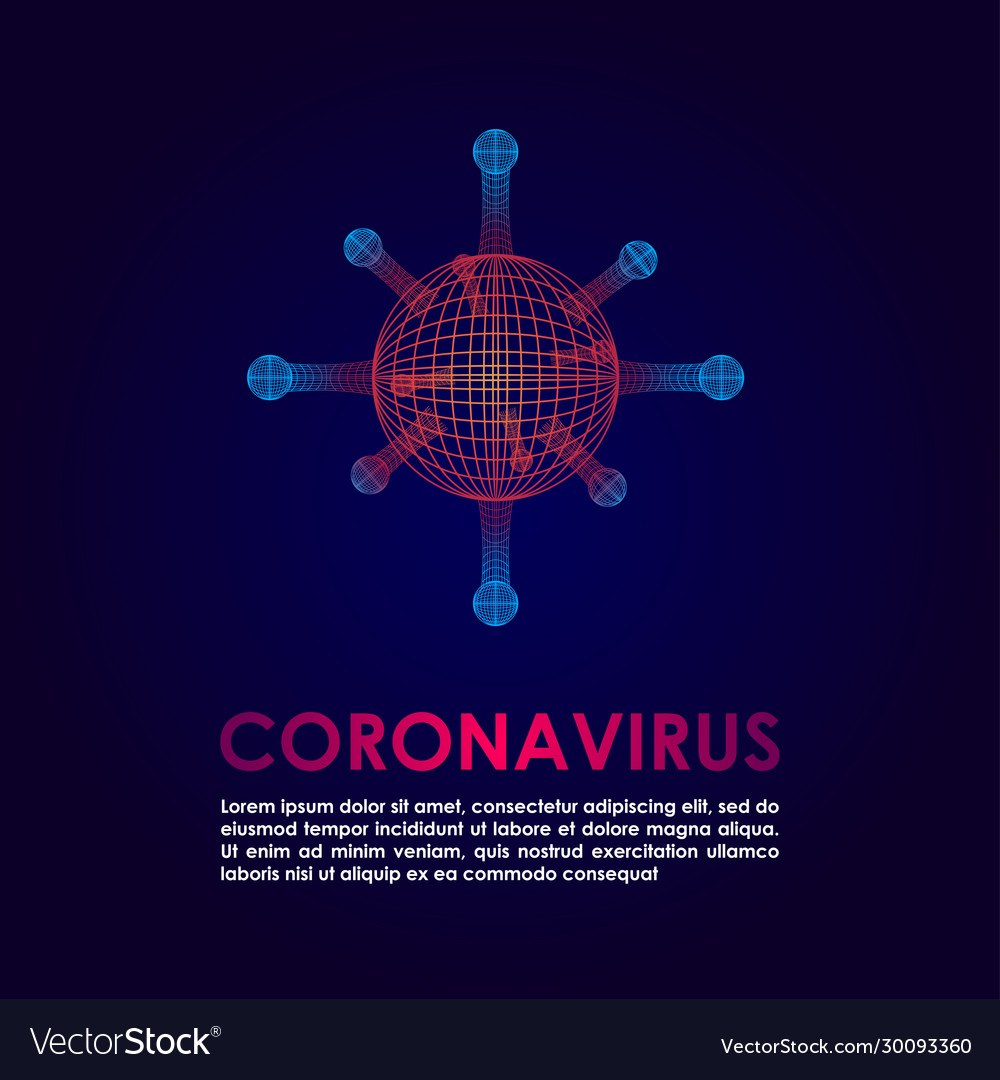 CORONAVIRUS
Lorem ipsum dolor sit amet, consectetur adipiscing elit, sed do
eiusmod tempor incididunt ut labore et dolore magna aliqua.
Ut enim ad minim veniam, quis nostrud exercitation ullamco
laboris nisi ut aliquip ex ea commodo consequat
VectorStock®
VectorStock.com/30093360